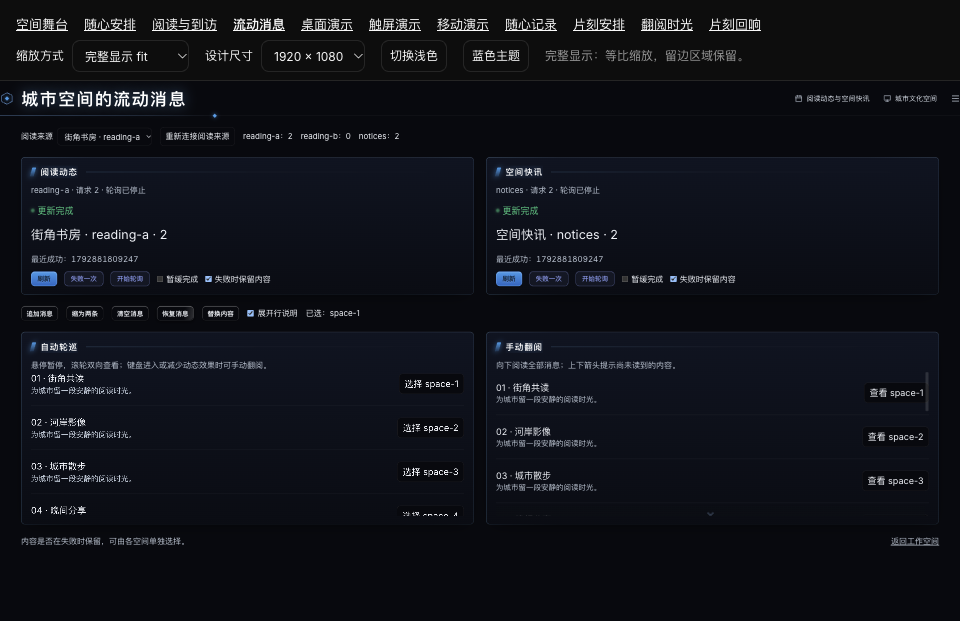 空间舞台 随心安排 阅读与到访 流动消息 桌面演示 触屏演示 移动演示 随心记录 片刻安排 翻阅时光 片刻回响
缩放方式 完整显示 fit 设计尺寸 1920 × 1080 切换浅色 蓝色主题 完整显示：等比缩放，留边区域保留。
城市空间的流动消息 阅读动态与空间快讯 城市文化空间
阅读来源 街角书房 · reading-a 重新连接阅读来源 reading-a：2 reading-b：0 notices：2
阅读动态
reading-a · 请求 2 · 轮询已停止
更新完成
街角书房 · reading-a · 2
最近成功：1792881809247
刷新 失败一次 开始轮询 暂缓完成 失败时保留内容
空间快讯
notices · 请求 2 · 轮询已停止
更新完成
空间快讯 · notices · 2
最近成功：1792881809247
刷新 失败一次 开始轮询 暂缓完成 失败时保留内容
追加消息 缩为两条 清空消息 恢复消息 替换内容 展开行说明 已选：space-1
自动轮巡
悬停暂停，滚轮双向查看；键盘进入或减少动态效果时可手动翻阅。
01 · 街角共读 选择 space-1
为城市留一段安静的阅读时光。
02 · 河岸影像 选择 space-2
为城市留一段安静的阅读时光。
03 · 城市散步 选择 space-3
为城市留一段安静的阅读时光。
04 · 晚间分享 选择 space-4
手动翻阅
向下阅读全部消息；上下箭头提示尚未读到的内容。
01 · 街角共读 查看 space-1
为城市留一段安静的阅读时光。
02 · 河岸影像 查看 space-2
为城市留一段安静的阅读时光。
03 · 城市散步 查看 space-3
为城市留一段安静的阅读时光。
内容是否在失败时保留，可由各空间单独选择。 返回工作空间